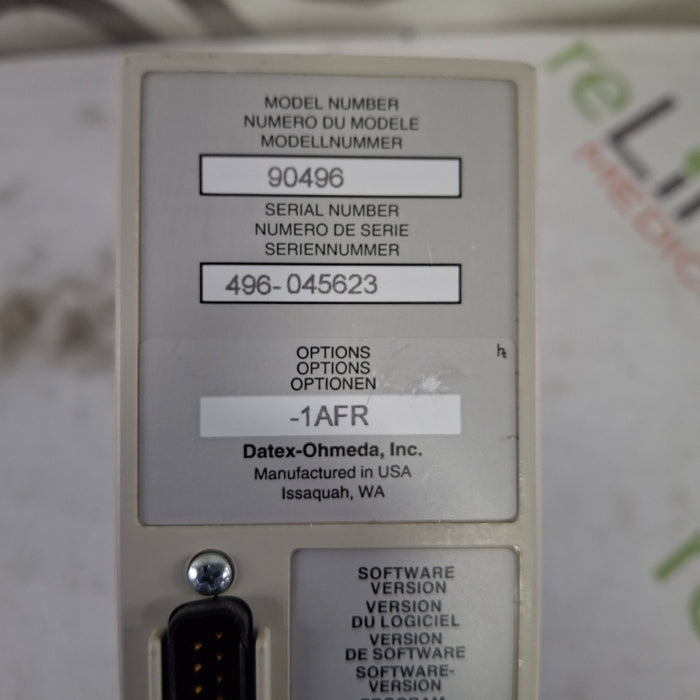 MODEL NUMBER
NUMERO DU MODELE
MODELLNUMMER
90496
SERIAL NUMBER
NUMERO DE SERIE
SERIENNUMMER
496-045623
OPTIONS
OPTIONS
OPTIONEN
-1AFR
Datex-Ohmeda, Inc.
Manufactured in USA
Issaquah, WA
SOFTWARE
VERSION
VERSION
DU LOGICIEL
VERSION
DE SOFTWARE
SOFTWARE-
VERSION